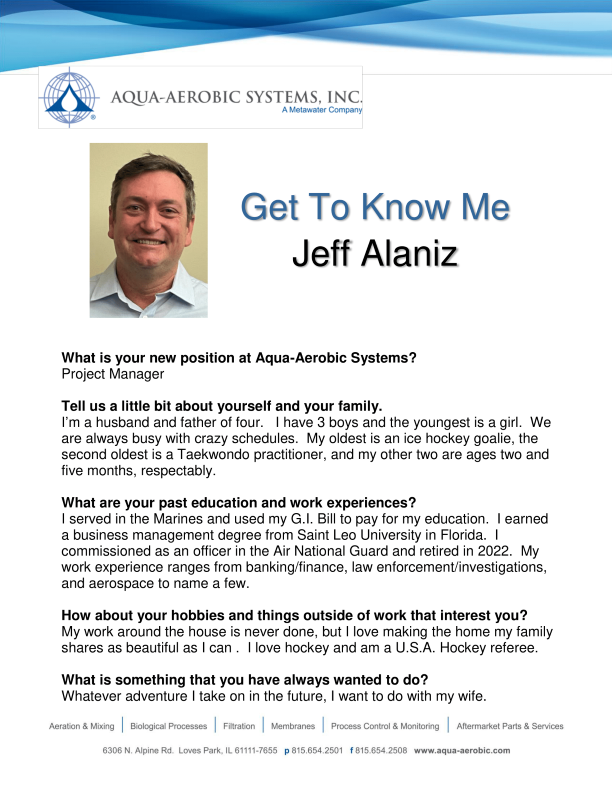 AQUA-AEROBIC SYSTEMS, INC.
A Metawater Company
®
Get To Know Me
Jeff Alaniz
What is your new position at Aqua-Aerobic Systems?
Project Manager
Tell us a little bit about yourself and your family.
I'm a husband and father of four.   I have 3 boys and the youngest is a girl.  We
are always busy with crazy schedules.  My oldest is an ice hockey goalie, the
second oldest is a Taekwondo practitioner, and my other two are ages two and
five months, respectably.
What are your past education and work experiences?
I served in the Marines and used my G.I. Bill to pay for my education.  I earned
a business management degree from Saint Leo University in Florida.  I
commissioned as an officer in the Air National Guard and retired in 2022.  My
work experience ranges from banking/finance, law enforcement/investigations,
and aerospace to name a few.
How about your hobbies and things outside of work that interest you?
My work around the house is never done, but I love making the home my family
shares as beautiful as I can .  I love hockey and am a U.S.A. Hockey referee.
What is something that you have always wanted to do?
Whatever adventure I take on in the future, I want to do with my wife.
Aeration & Mixing | Biological Processes | Filtration | Membranes | Process Control & Monitoring | Aftermarket Parts & Services
6306 N. Alpine Rd.  Loves Park, IL 61111-7655   p 815.654.2501   f 815.654.2508   www.aqua-aerobic.com